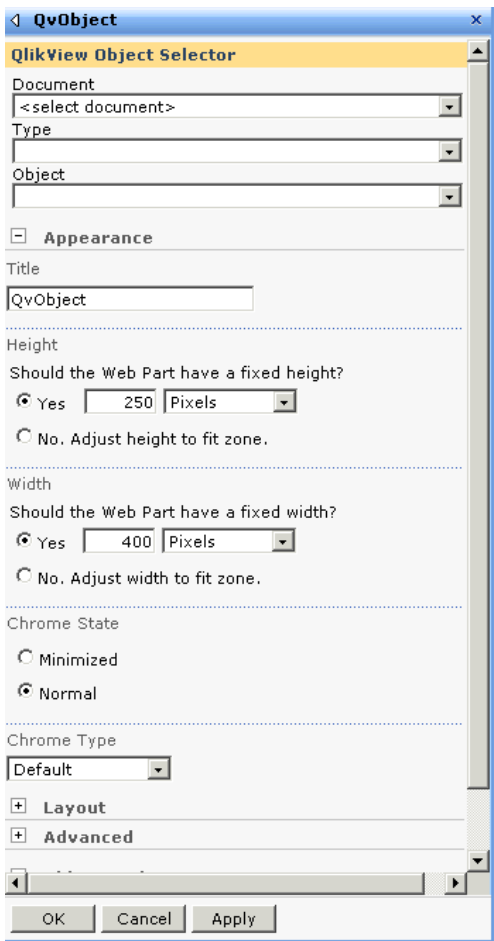 QvObject
QlikView Object Selector
Document
<select document>
Type
Object
Appearance
Title
QvObject
Height
Should the Web Part have a fixed height?
Yes 250 Pixels
No. Adjust height to fit zone.
Width
Should the Web Part have a fixed width?
Yes 400 Pixels
No. Adjust width to fit zone.
Chrome State
Minimized
Normal
Chrome Type
Default
Layout
Advanced
OK Cancel Apply